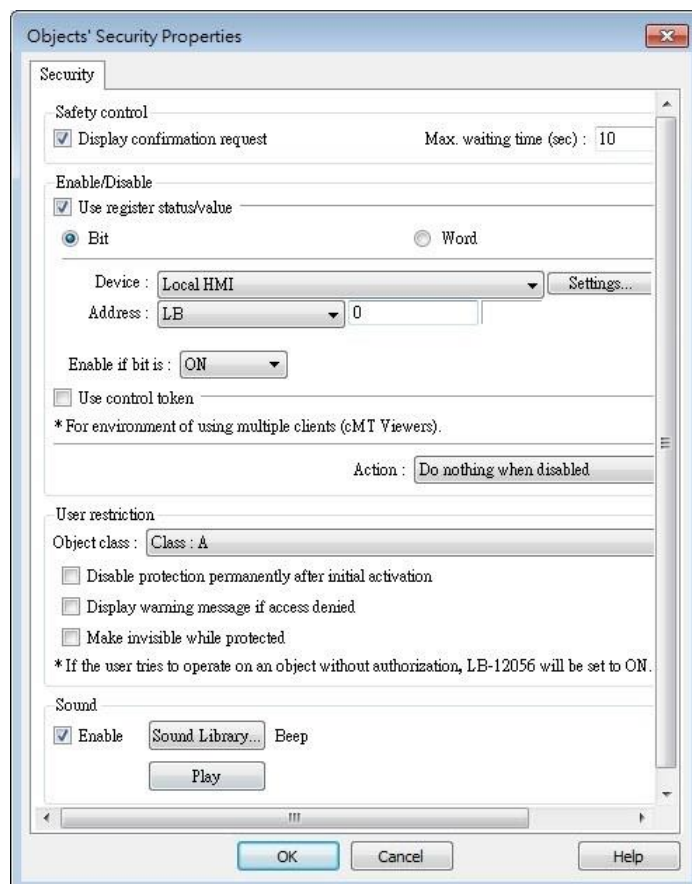 Objects' Security Properties
Security
Safety control
Display confirmation request Max. waiting time (sec) : 10
Enable/Disable
Use register status/value
Bit Word
Device : Local HMI Settings...
Address : LB 0
Enable if bit is : ON
Use control token
* For environment of using multiple clients (cMT Viewers).
Action : Do nothing when disabled
User restriction
Object class : Class : A
Disable protection permanently after initial activation
Display warning message if access denied
Make invisible while protected
* If the user tries to operate on an object without authorization, LB-12056 will be set to ON.
Sound
Enable Sound Library... Beep
Play
OK Cancel Help